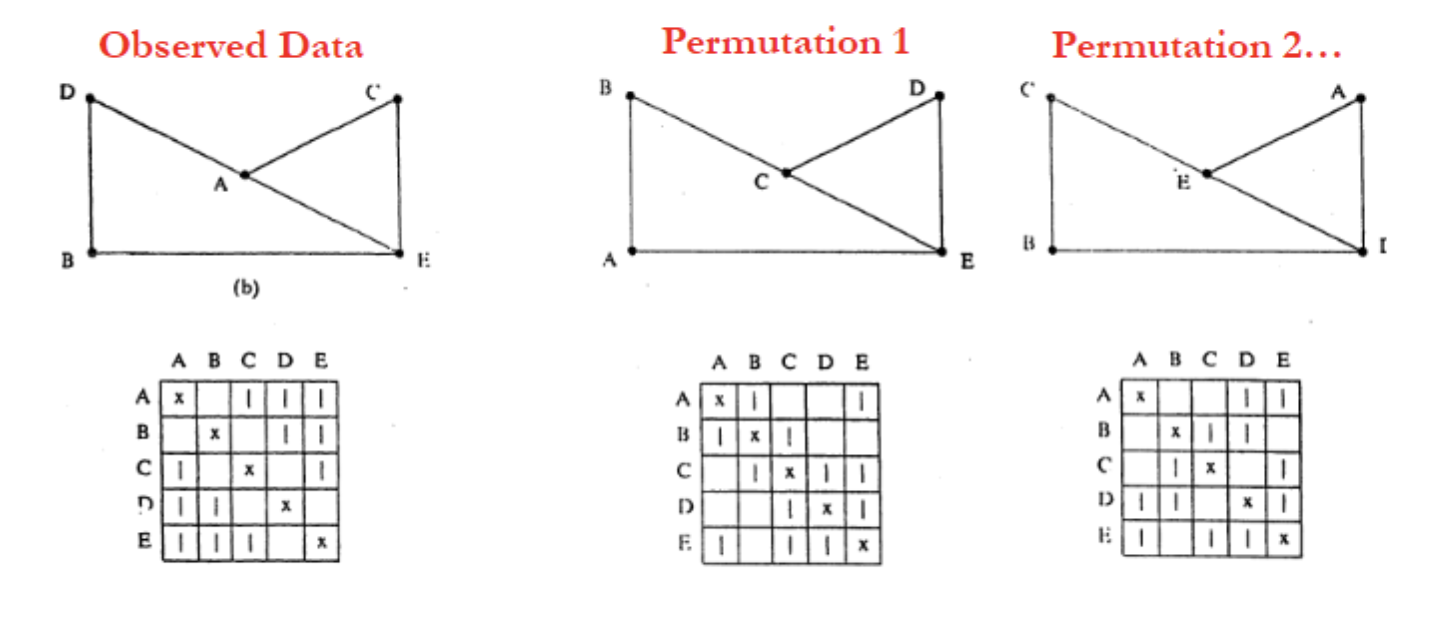 Observed Data
Permutation 1
Permutation 2...
D
C
A
B
E
(b)
B
D
C
A
E
C
A
E
B
A B C D E
A x | | |
B x | |
C | x |
D | | x
E | | | x
A B C D E
A x | |
B | x |
C | x | |
D | x |
E | | | x
A B C D E
A x | |
B x | |
C | x |
D | | x |
E | | | x